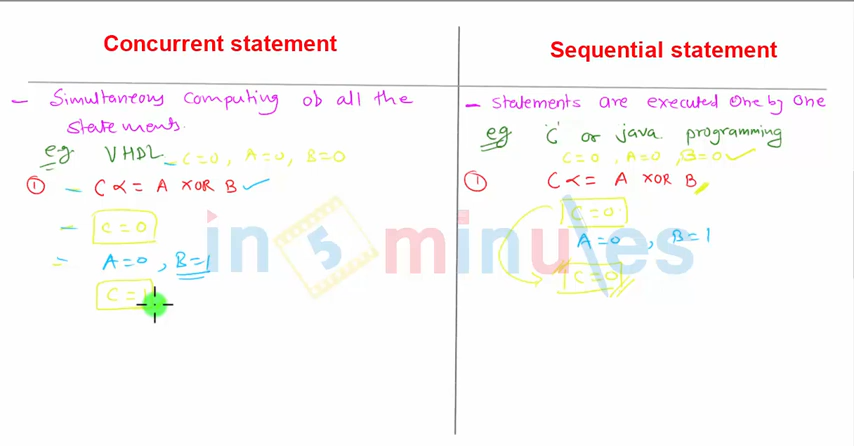 Concurrent statement
- Simultaneous computing ob all the
statements.
eg VHDL - C=0, A=0, B=0
① - C <= A XOR B ✓
- C = 0
= A=0, B=1
C = 1
Sequential statement
- statements are executed one by one
eg 'C' or java programming
C=0, A=0, B=0 ✓
① C <= A XOR B
C = 0
A=0, B=1
C = 0
in 5 minutes